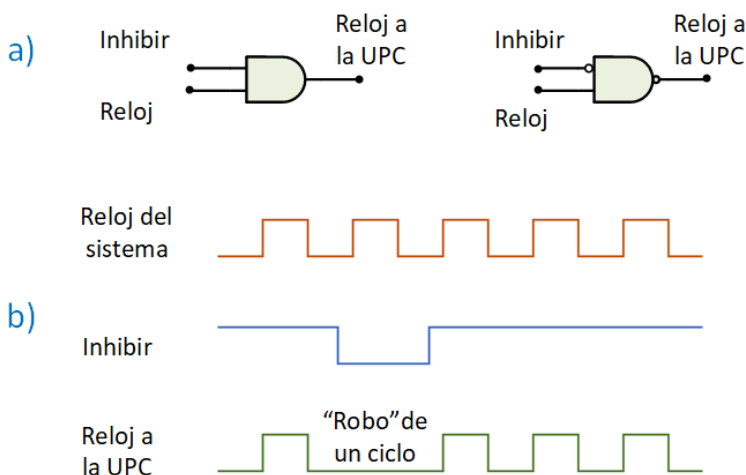 a)
Inhibir
Reloj a
la UPC
Reloj
Inhibir
Reloj a
la UPC
Reloj
Reloj del
sistema
b)
Inhibir
“Robo”de
un ciclo
Reloj a
la UPC